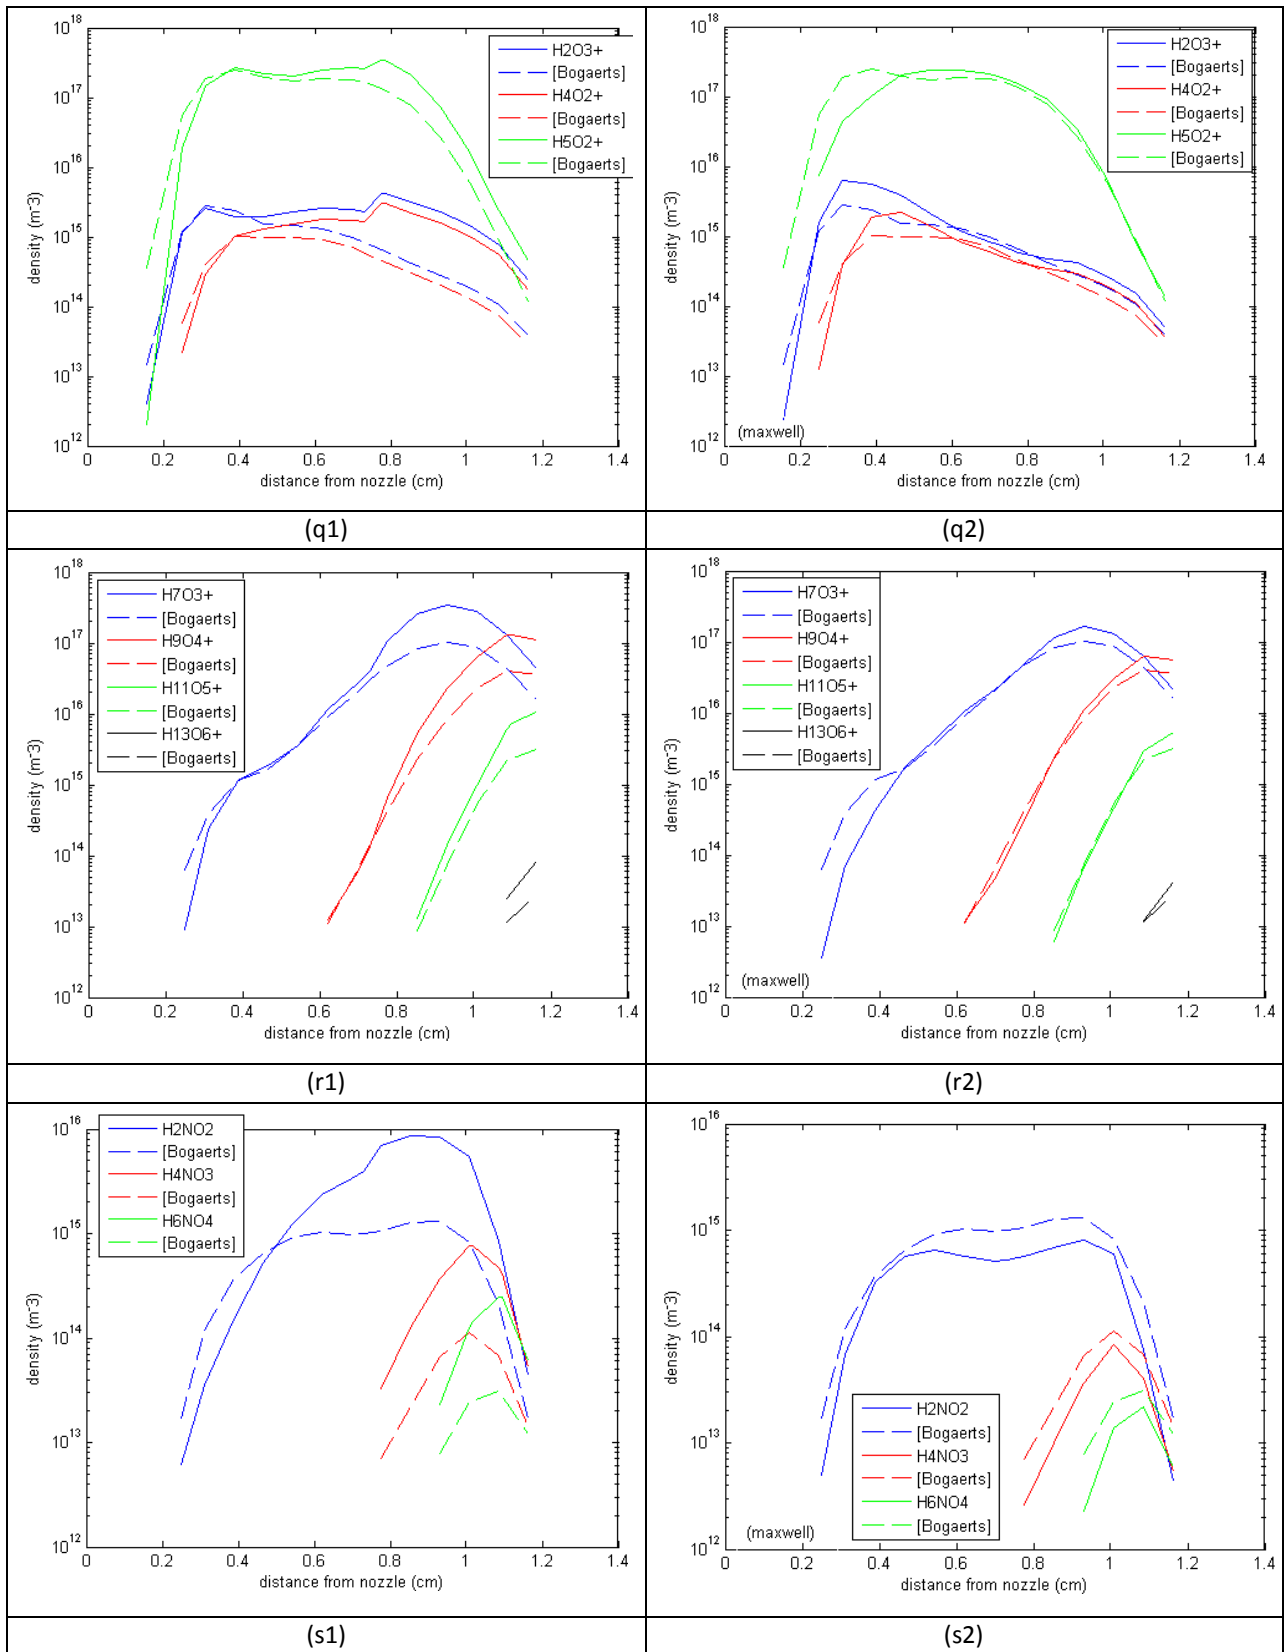 10^18
10^17
10^16
10^15
10^14
10^13
10^12
density (m^-3)
H2O3+
[Bogaerts]
H4O2+
[Bogaerts]
H5O2+
[Bogaerts]
0 0.2 0.4 0.6 0.8 1 1.2 1.4
distance from nozzle (cm)
(q1)
10^18
10^17
10^16
10^15
10^14
10^13
10^12
density (m^-3)
H2O3+
[Bogaerts]
H4O2+
[Bogaerts]
H5O2+
[Bogaerts]
(maxwell)
0 0.2 0.4 0.6 0.8 1 1.2 1.4
distance from nozzle (cm)
(q2)
10^18
10^17
10^16
10^15
10^14
10^13
10^12
density (m^-3)
H7O3+
[Bogaerts]
H9O4+
[Bogaerts]
H11O5+
[Bogaerts]
H13O6+
[Bogaerts]
0 0.2 0.4 0.6 0.8 1 1.2 1.4
distance from nozzle (cm)
(r1)
10^18
10^17
10^16
10^15
10^14
10^13
10^12
density (m^-3)
H7O3+
[Bogaerts]
H9O4+
[Bogaerts]
H11O5+
[Bogaerts]
H13O6+
[Bogaerts]
(maxwell)
0 0.2 0.4 0.6 0.8 1 1.2 1.4
distance from nozzle (cm)
(r2)
10^16
10^15
10^14
10^13
10^12
density (m^-3)
H2NO2
[Bogaerts]
H4NO3
[Bogaerts]
H6NO4
[Bogaerts]
0 0.2 0.4 0.6 0.8 1 1.2 1.4
distance from nozzle (cm)
(s1)
10^16
10^15
10^14
10^13
10^12
density (m^-3)
H2NO2
[Bogaerts]
H4NO3
[Bogaerts]
H6NO4
[Bogaerts]
(maxwell)
0 0.2 0.4 0.6 0.8 1 1.2 1.4
distance from nozzle (cm)
(s2)